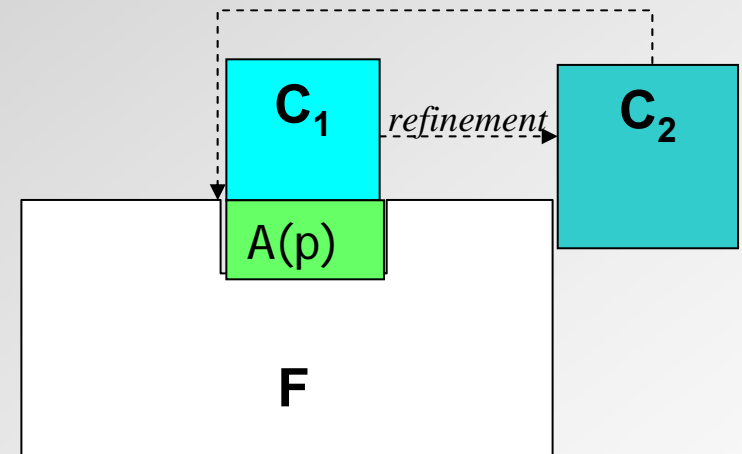 C₁
refinement
C₂
A(p)
F